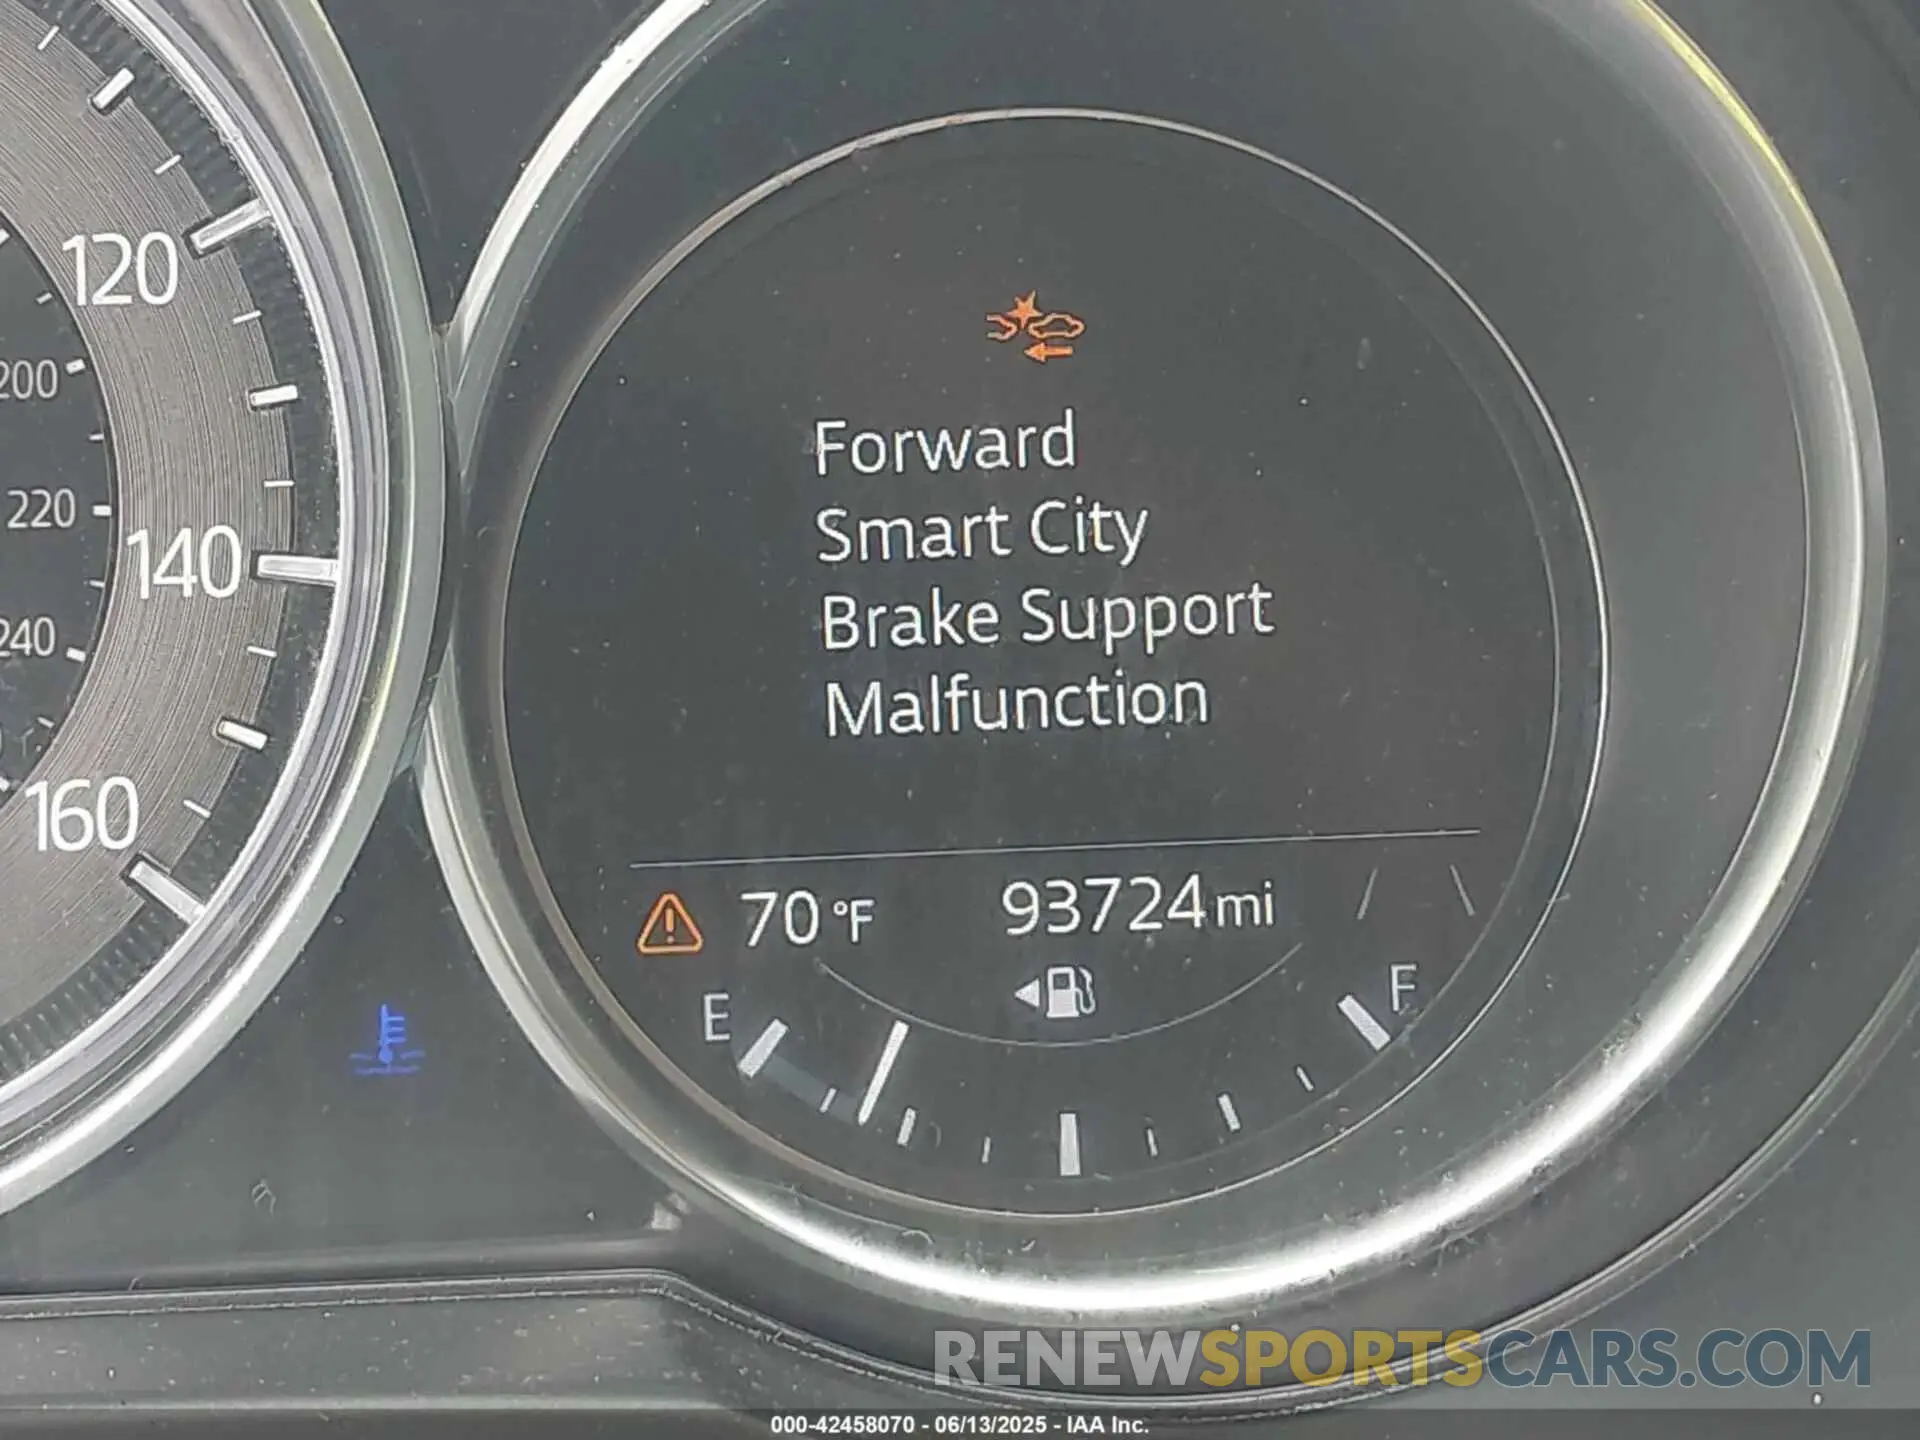 120
200
220
140
240
160
Forward
Smart City
Brake Support
Malfunction
70 °F 93724 mi
E F
RENEWSPORTSCARS.COM
000-42458070 - 06/13/2025 - IAA Inc.